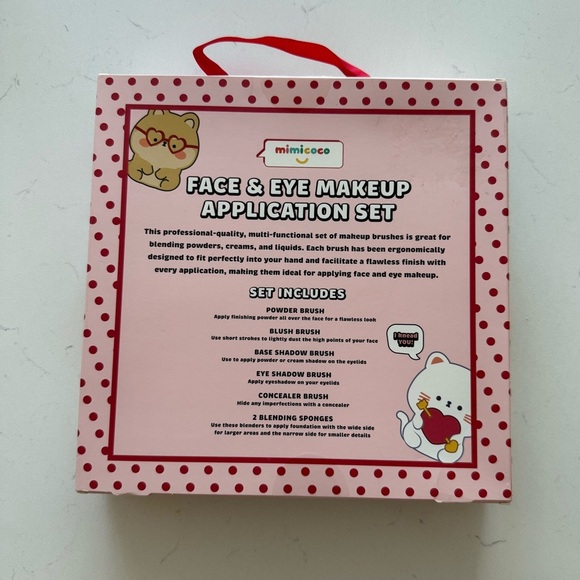 mimicoco
FACE & EYE MAKEUP
APPLICATION SET
This professional-quality, multi-functional set of makeup brushes is great for
blending powders, creams, and liquids. Each brush has been ergonomically
designed to fit perfectly into your hand and facilitate a flawless finish with
every application, making them ideal for applying face and eye makeup.
SET INCLUDES
POWDER BRUSH
Apply finishing powder all over the face for a flawless look
BLUSH BRUSH
Use short strokes to lightly dust the high points of your face
BASE SHADOW BRUSH
Use to apply powder or cream shadow on the eyelids
EYE SHADOW BRUSH
Apply eyeshadow on your eyelids
CONCEALER BRUSH
Hide any imperfections with a concealer
2 BLENDING SPONGES
Use these blenders to apply foundation with the wide side
for larger areas and the narrow side for smaller details
I knead
YOU!